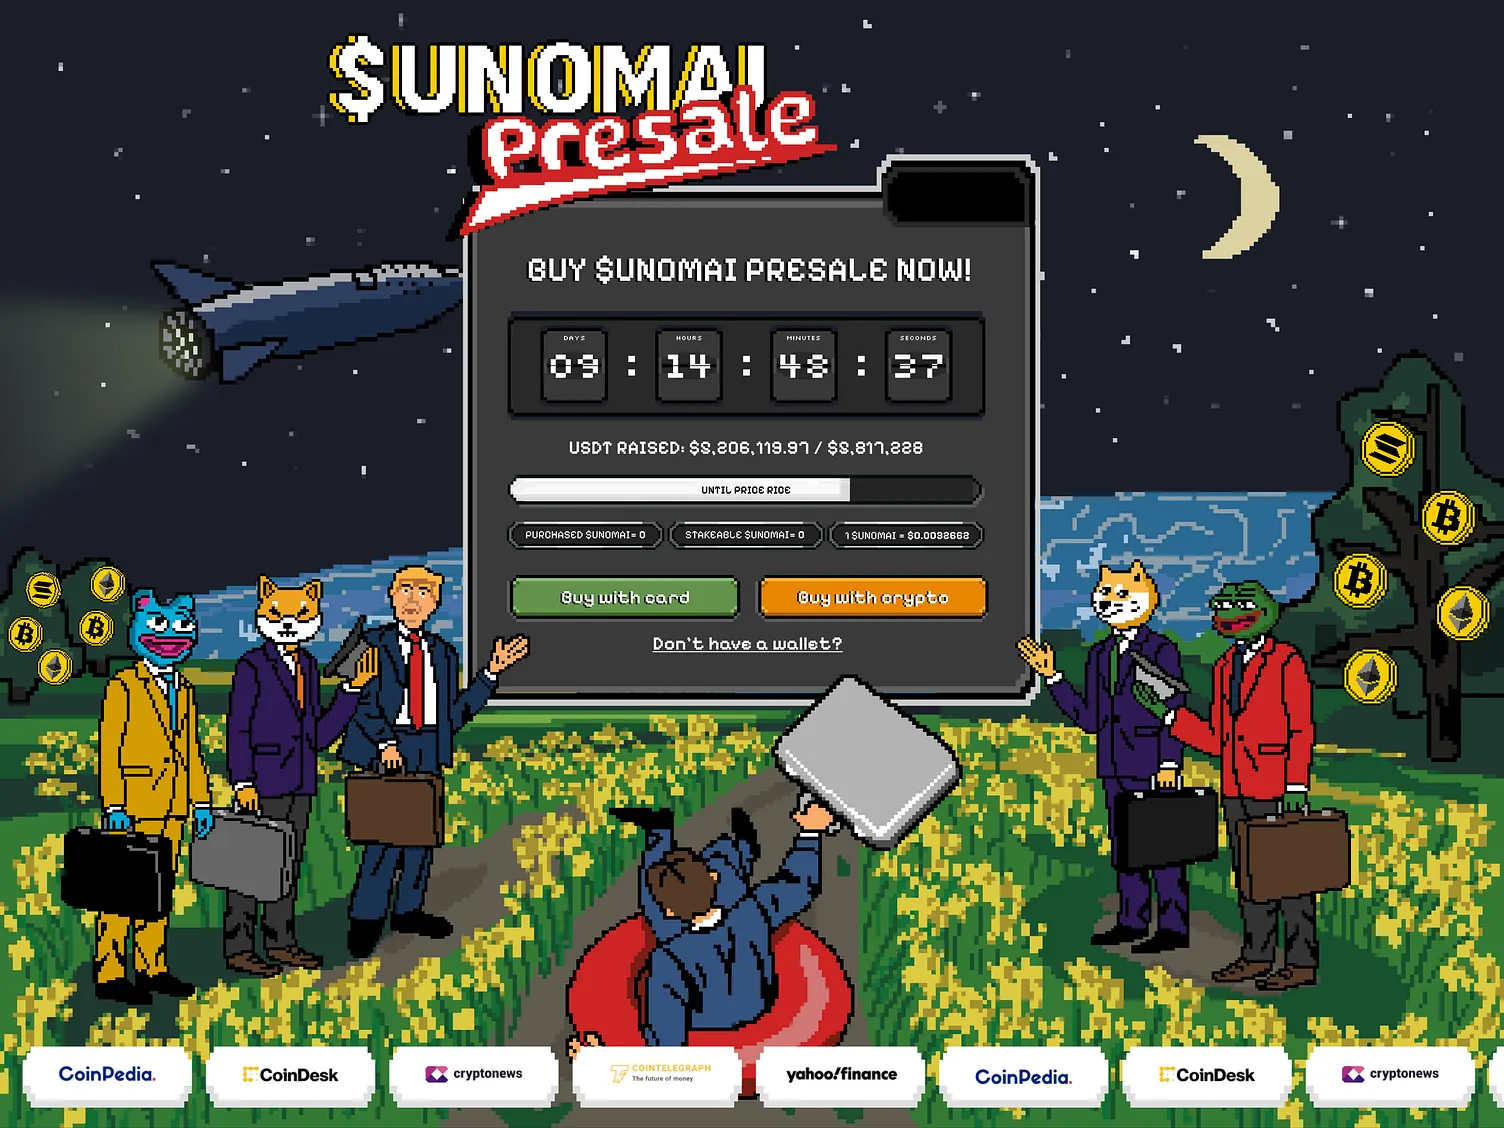 $UNOMAI
Presale
BUY $UNOMAI PRESALE NOW!
DAYS HOURS MINUTES SECONDS
09 : 14 : 48 : 37
USDT RAISED: $8,206,119.97 / $8,817,228
UNTIL PRICE RICE
PURCHASED $UNOMAI= 0 STAKEABLE $UNOMAI= 0 1 $UNOMAI = $0.0032662
Buy with card Buy with crypto
Don't have a wallet?
CoinPedia. CoinDesk cryptonews COINTELEGRAPH The future of money yahoo!finance CoinPedia. CoinDesk cryptonews